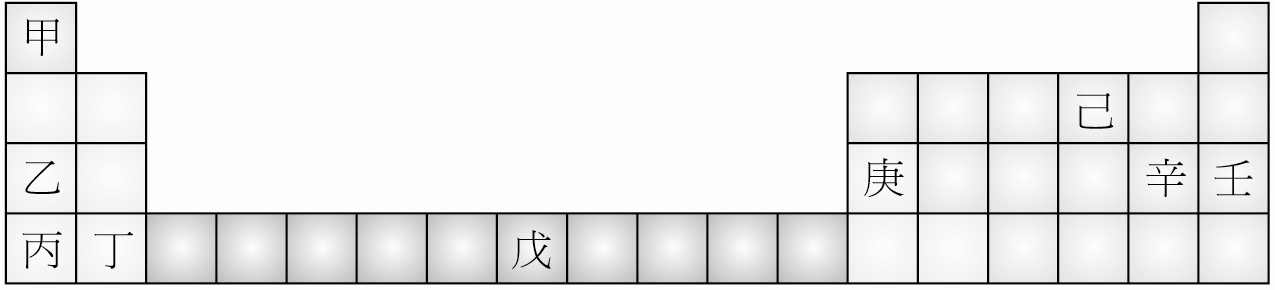 甲
己
乙 庚 辛 壬
丙 丁 戊